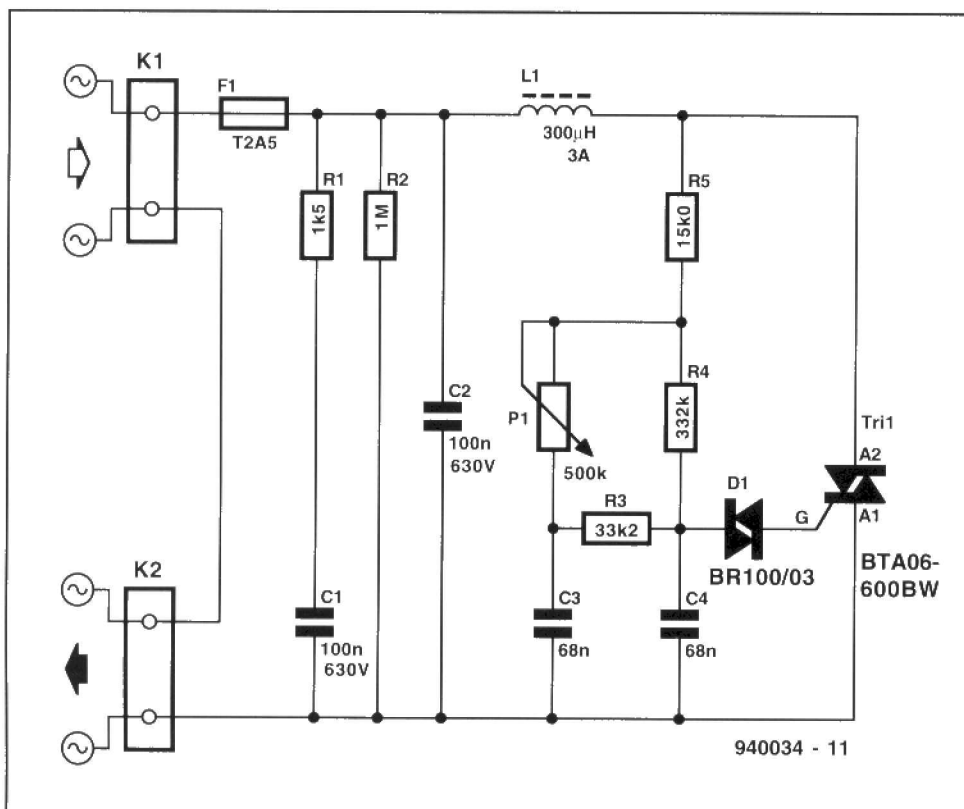 K1
F1
T2A5
L1
300μH
3A
R1
1k5
R2
1M
R5
15k0
R4
332k
C2
100n
630V
P1
500k
Tri1
A2
D1
G
A1
R3
33k2
BR100/03
BTA06-
600BW
K2
C1
100n
630V
C3
68n
C4
68n
940034 - 11